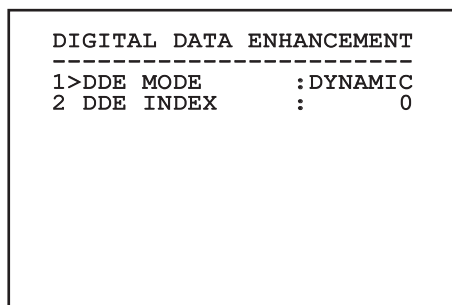 DIGITAL DATA ENHANCEMENT
------------------------
1>DDE MODE :DYNAMIC
2 DDE INDEX : 0